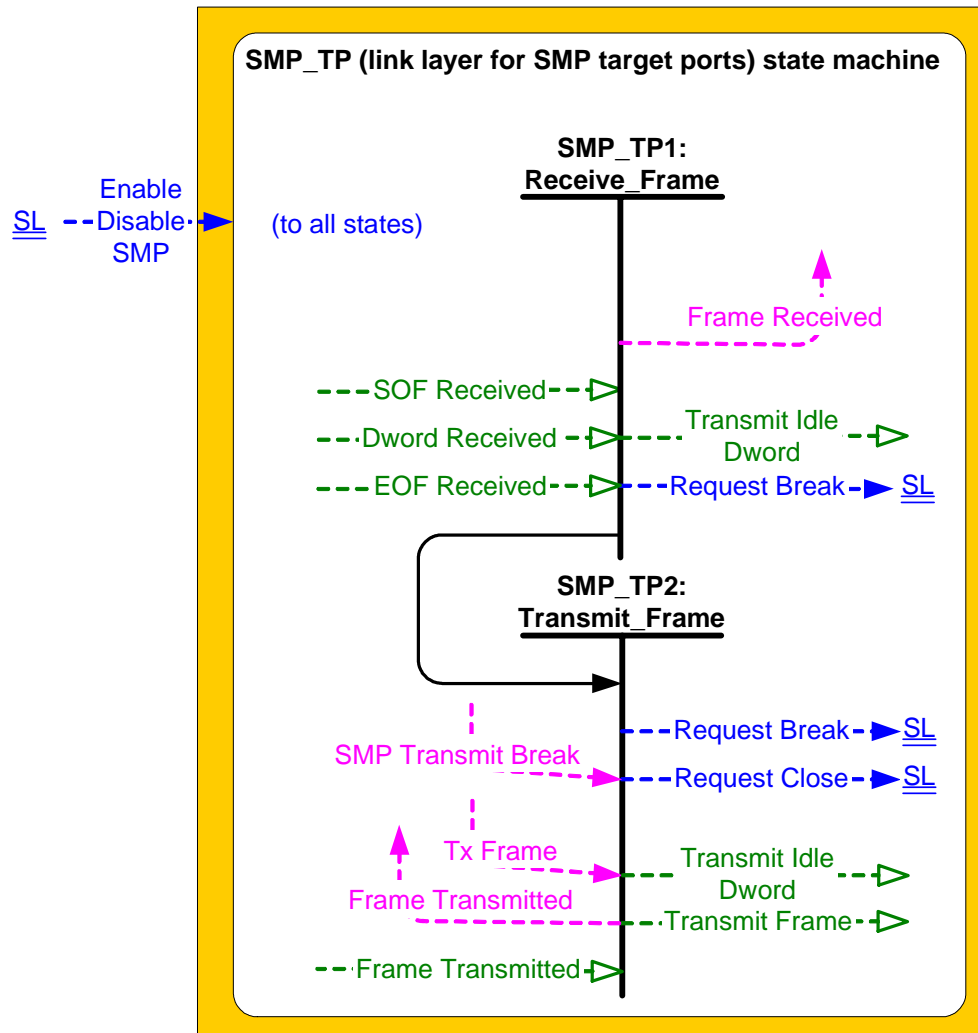 SMP_TP (link layer for SMP target ports) state machine
SMP_TP1:
Receive_Frame
SL
Enable
Disable
SMP
(to all states)
Frame Received
SOF Received
Dword Received
Transmit Idle
Dword
EOF Received
Request Break
SL
SMP_TP2:
Transmit_Frame
Request Break
SL
SMP Transmit Break
Request Close
SL
Tx Frame
Transmit Idle
Dword
Frame Transmitted
Transmit Frame
Frame Transmitted